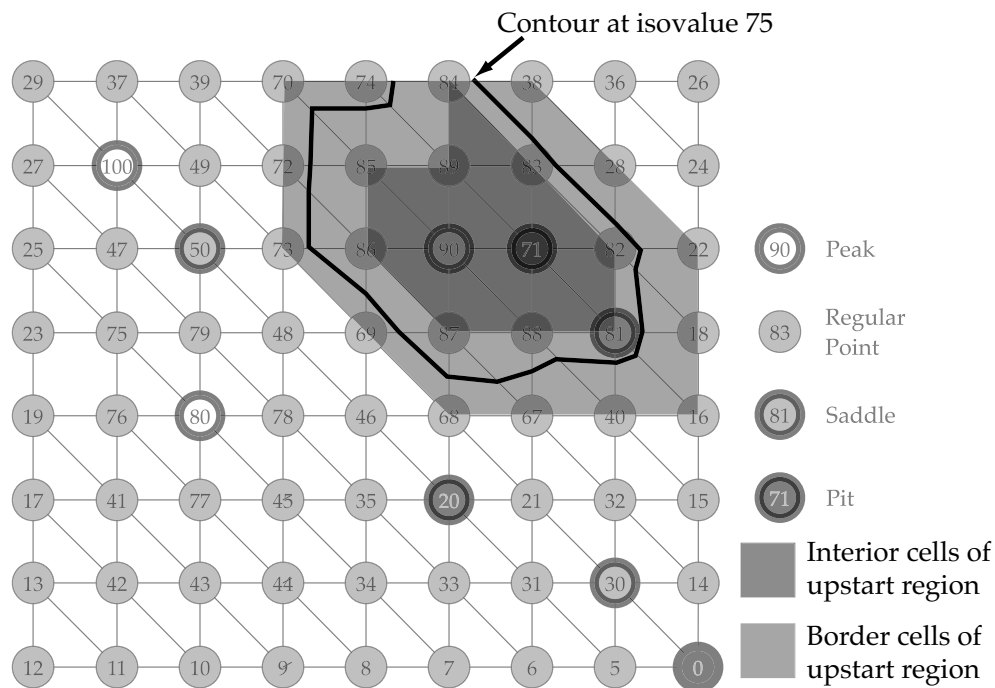 Contour at isovalue 75
29 37 39 70 74 84 38 36 26
27 100 49 72 85 89 83 28 24
25 47 50 73 86 90 71 82 22
90 Peak
23 75 79 48 69 87 88 81 18
83 Regular
Point
19 76 80 78 46 68 67 40 16
81 Saddle
17 41 77 45 35 20 21 32 15
71 Pit
Interior cells of
upstart region
13 42 43 44 34 33 31 30 14
Border cells of
upstart region
12 11 10 9 8 7 6 5 0